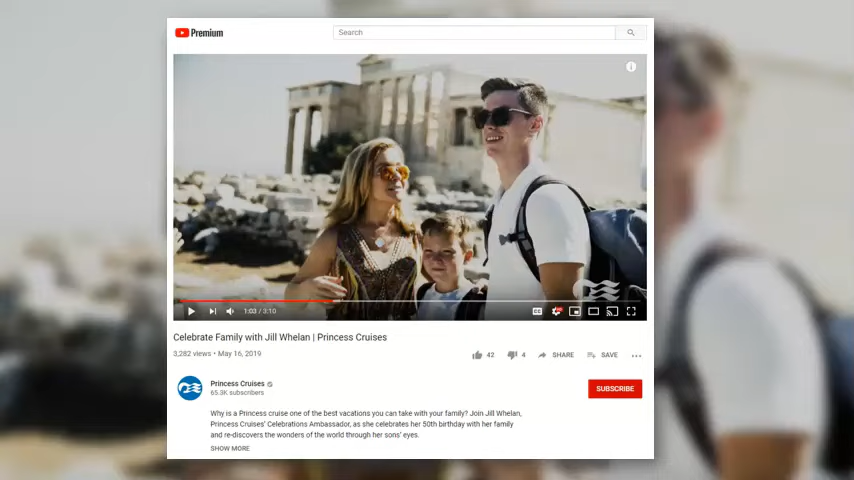 Premium
Search
1:03 / 3:10
CC
Celebrate Family with Jill Whelan | Princess Cruises
3,282 views • May 16, 2019
42
4
SHARE
SAVE
Princess Cruises
65.3K subscribers
SUBSCRIBE
Why is a Princess cruise one of the best vacations you can take with your family? Join Jill Whelan,
Princess Cruises' Celebrations Ambassador, as she celebrates her 50th birthday with her family
and re-discovers the wonders of the world through her sons' eyes.
SHOW MORE